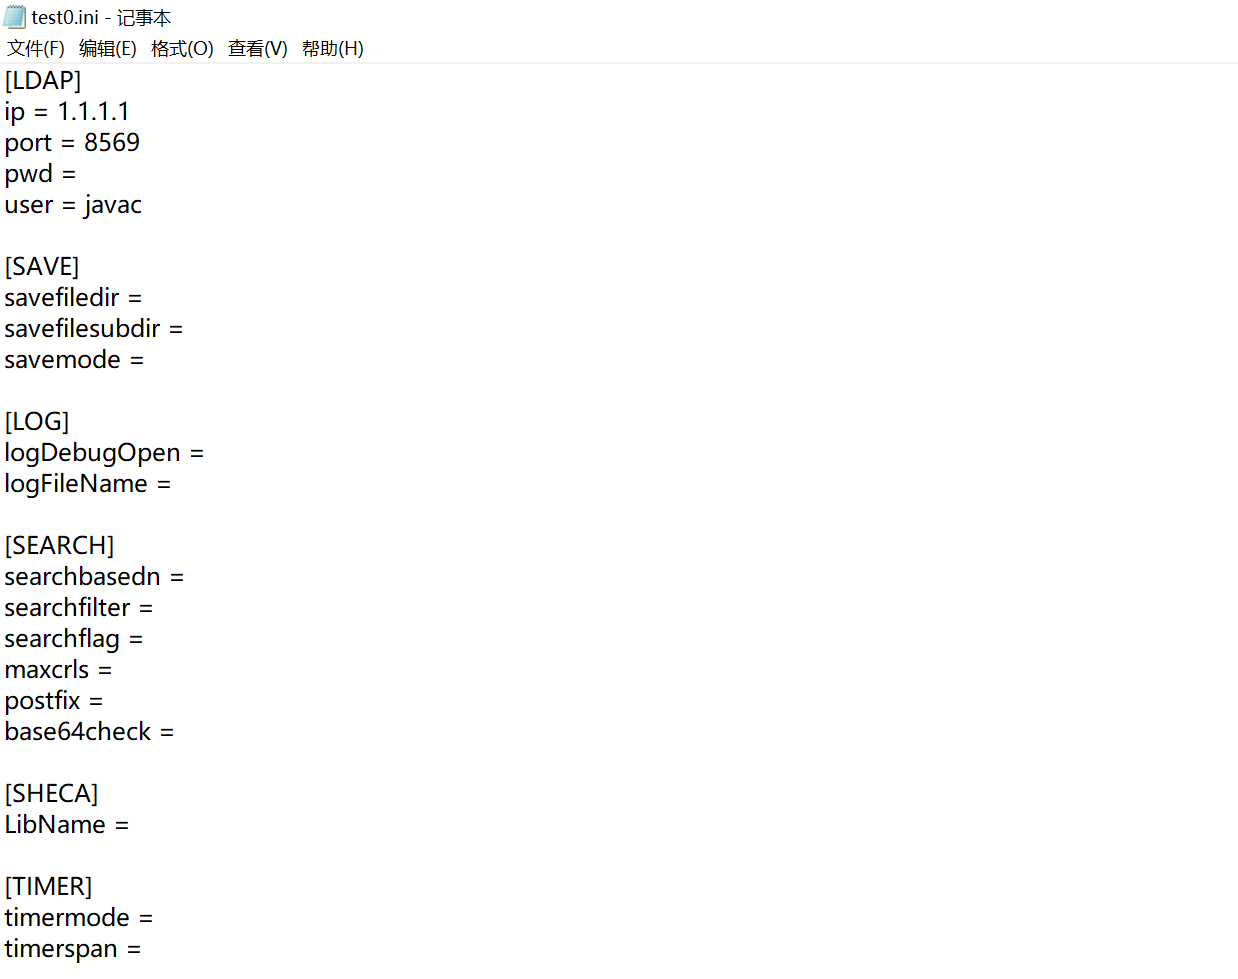 test0.ini - 记事本
文件(F) 编辑(E) 格式(O) 查看(V) 帮助(H)
[LDAP]
ip = 1.1.1.1
port = 8569
pwd =
user = javac
[SAVE]
savefiledir =
savefilesubdir =
savemode =
[LOG]
logDebugOpen =
logFileName =
[SEARCH]
searchbasedn =
searchfilter =
searchflag =
maxcrls =
postfix =
base64check =
[SHECA]
LibName =
[TIMER]
timermode =
timerspan =